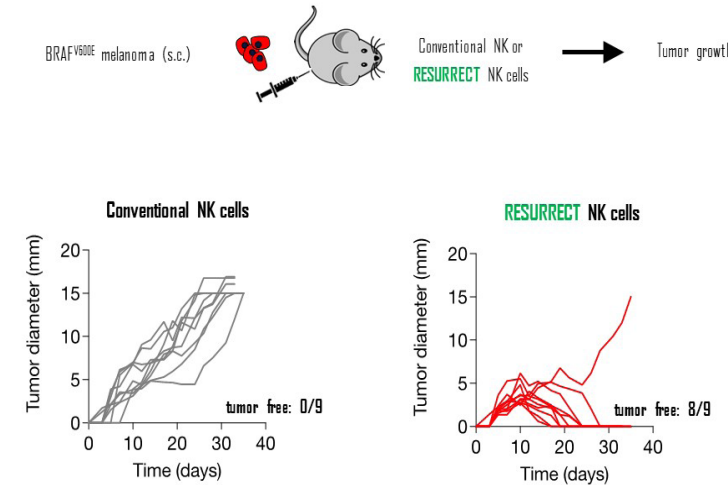 BRAFV600E melanoma (s.c.)
Conventional NK or
RESURRECT NK cells
Tumor growth
Conventional NK cells
RESURRECT NK cells
Tumor diameter (mm)
20
15
10
5
0
tumor free: 0/9
0 10 20 30 40
Time (days)
Tumor diameter (mm)
20
15
10
5
0
tumor free: 8/9
0 10 20 30 40
Time (days)